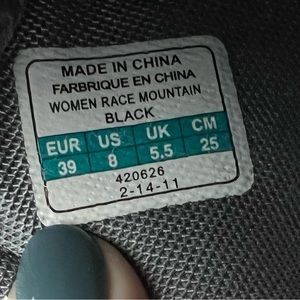 MADE IN CHINA
FARBRIQUE EN CHINA
WOMEN RACE MOUNTAIN
BLACK
EUR US UK CM
39 8 5.5 25
420626
2-14-11